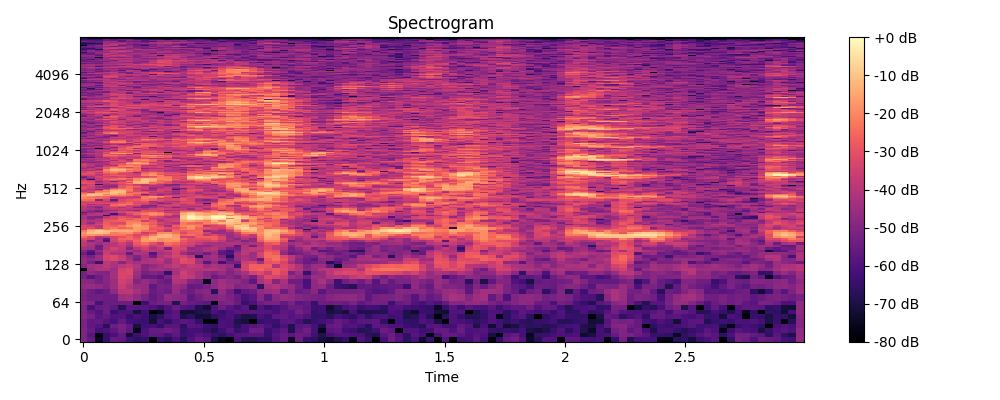 Spectrogram
Hz
4096
2048
1024
512
256
128
64
0
0 0.5 1 1.5 2 2.5
Time
+0 dB
-10 dB
-20 dB
-30 dB
-40 dB
-50 dB
-60 dB
-70 dB
-80 dB